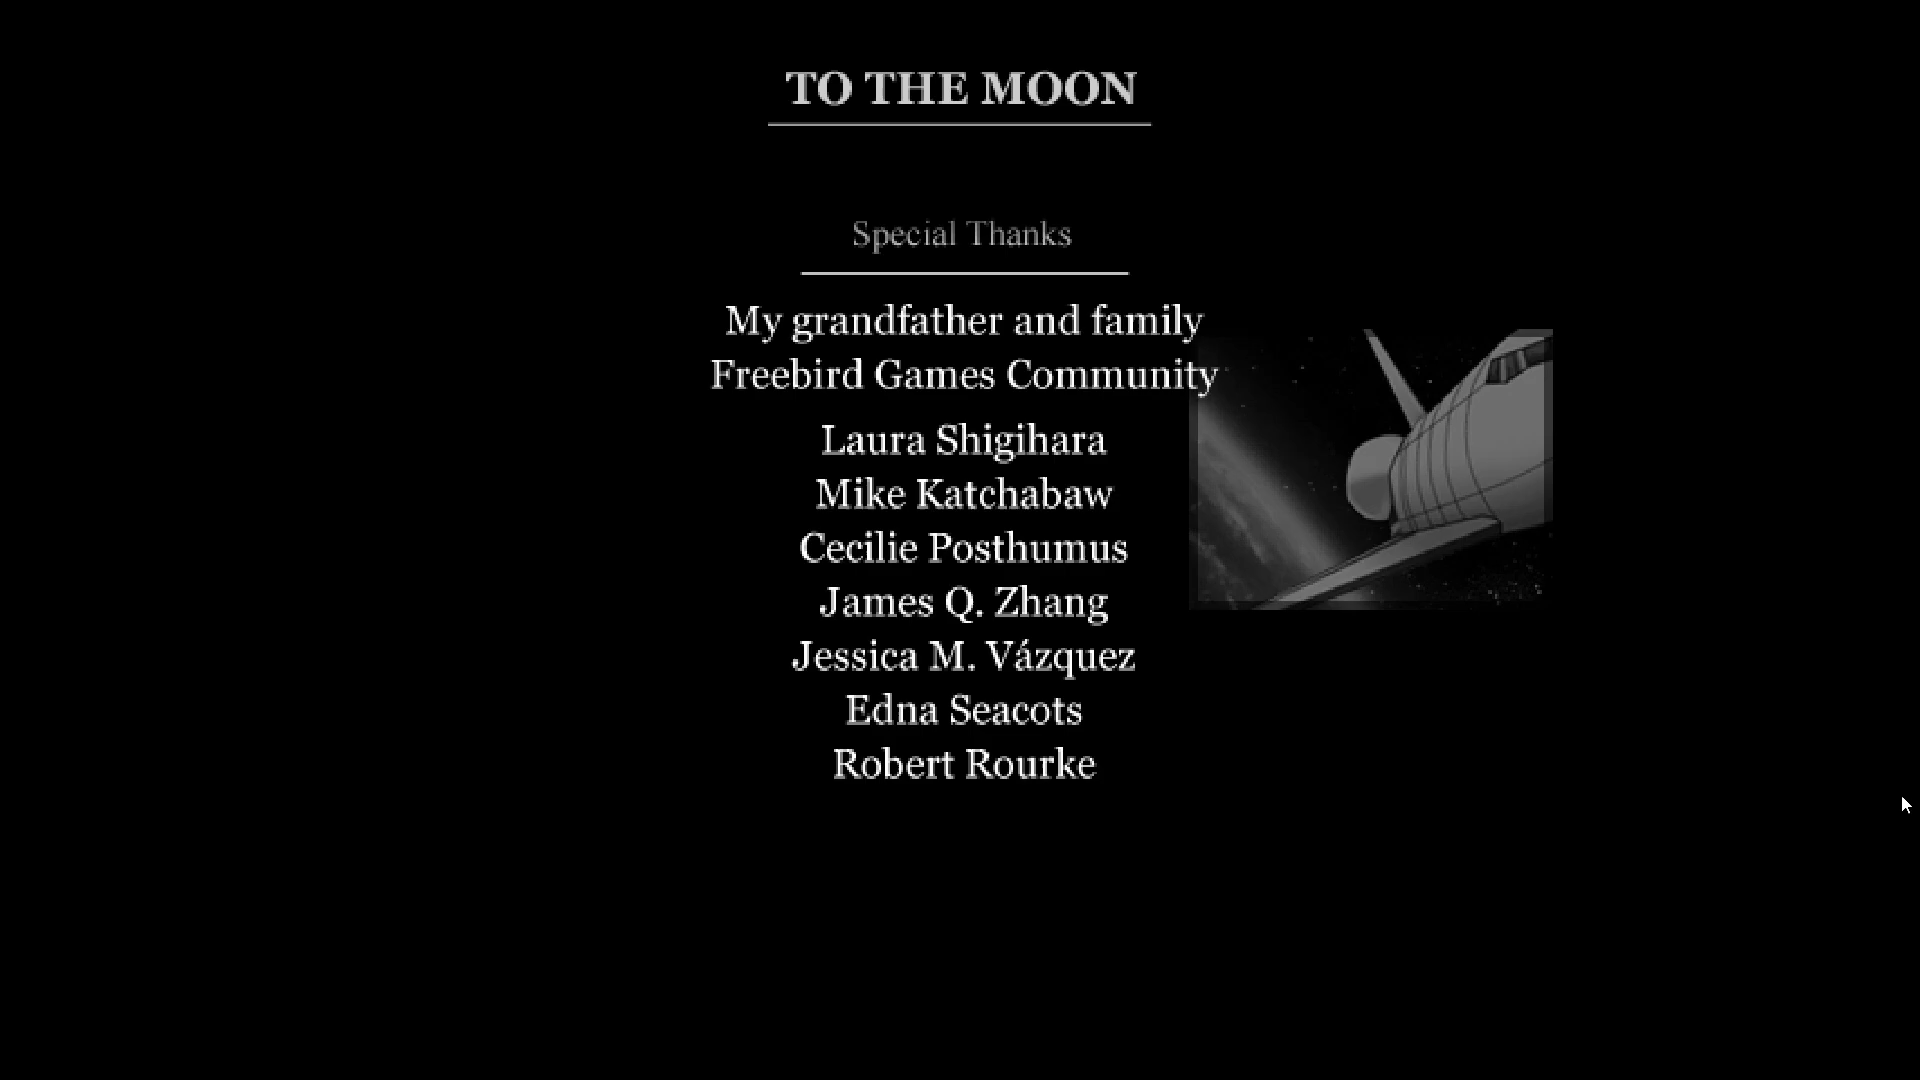 TO THE MOON
Special Thanks
My grandfather and family
Freebird Games Community
Laura Shigihara
Mike Katchabaw
Cecilie Posthumus
James Q. Zhang
Jessica M. Vázquez
Edna Seacots
Robert Rourke